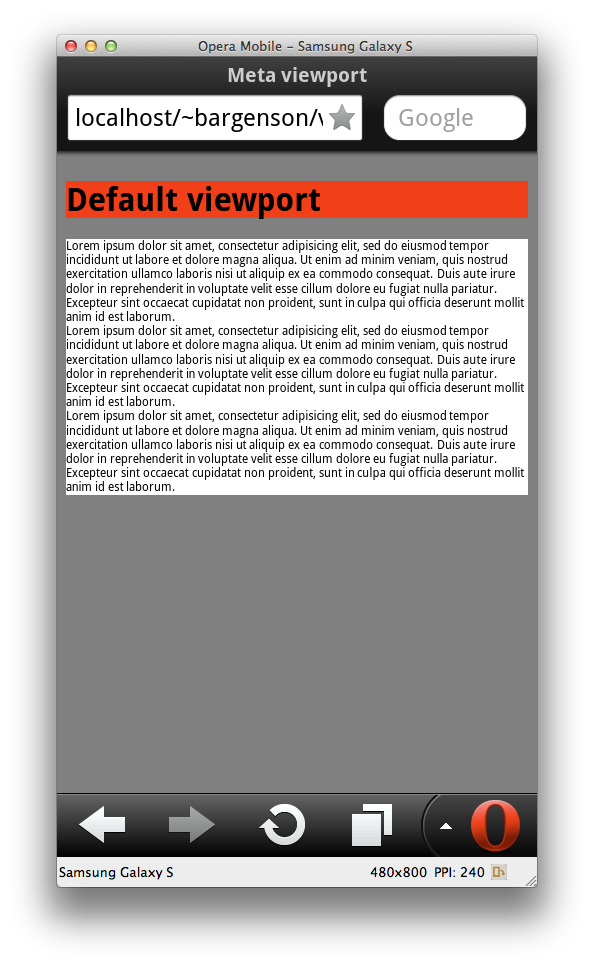 Opera Mobile – Samsung Galaxy S
Meta viewport
localhost/~bargenson/v
Google
Default viewport
Lorem ipsum dolor sit amet, consectetur adipisicing elit, sed do eiusmod tempor
incididunt ut labore et dolore magna aliqua. Ut enim ad minim veniam, quis nostrud
exercitation ullamco laboris nisi ut aliquip ex ea commodo consequat. Duis aute irure
dolor in reprehenderit in voluptate velit esse cillum dolore eu fugiat nulla pariatur.
Excepteur sint occaecat cupidatat non proident, sunt in culpa qui officia deserunt mollit
anim id est laborum.
Lorem ipsum dolor sit amet, consectetur adipisicing elit, sed do eiusmod tempor
incididunt ut labore et dolore magna aliqua. Ut enim ad minim veniam, quis nostrud
exercitation ullamco laboris nisi ut aliquip ex ea commodo consequat. Duis aute irure
dolor in reprehenderit in voluptate velit esse cillum dolore eu fugiat nulla pariatur.
Excepteur sint occaecat cupidatat non proident, sunt in culpa qui officia deserunt mollit
anim id est laborum.
Lorem ipsum dolor sit amet, consectetur adipisicing elit, sed do eiusmod tempor
incididunt ut labore et dolore magna aliqua. Ut enim ad minim veniam, quis nostrud
exercitation ullamco laboris nisi ut aliquip ex ea commodo consequat. Duis aute irure
dolor in reprehenderit in voluptate velit esse cillum dolore eu fugiat nulla pariatur.
Excepteur sint occaecat cupidatat non proident, sunt in culpa qui officia deserunt mollit
anim id est laborum.
Samsung Galaxy S
480x800 PPI: 240